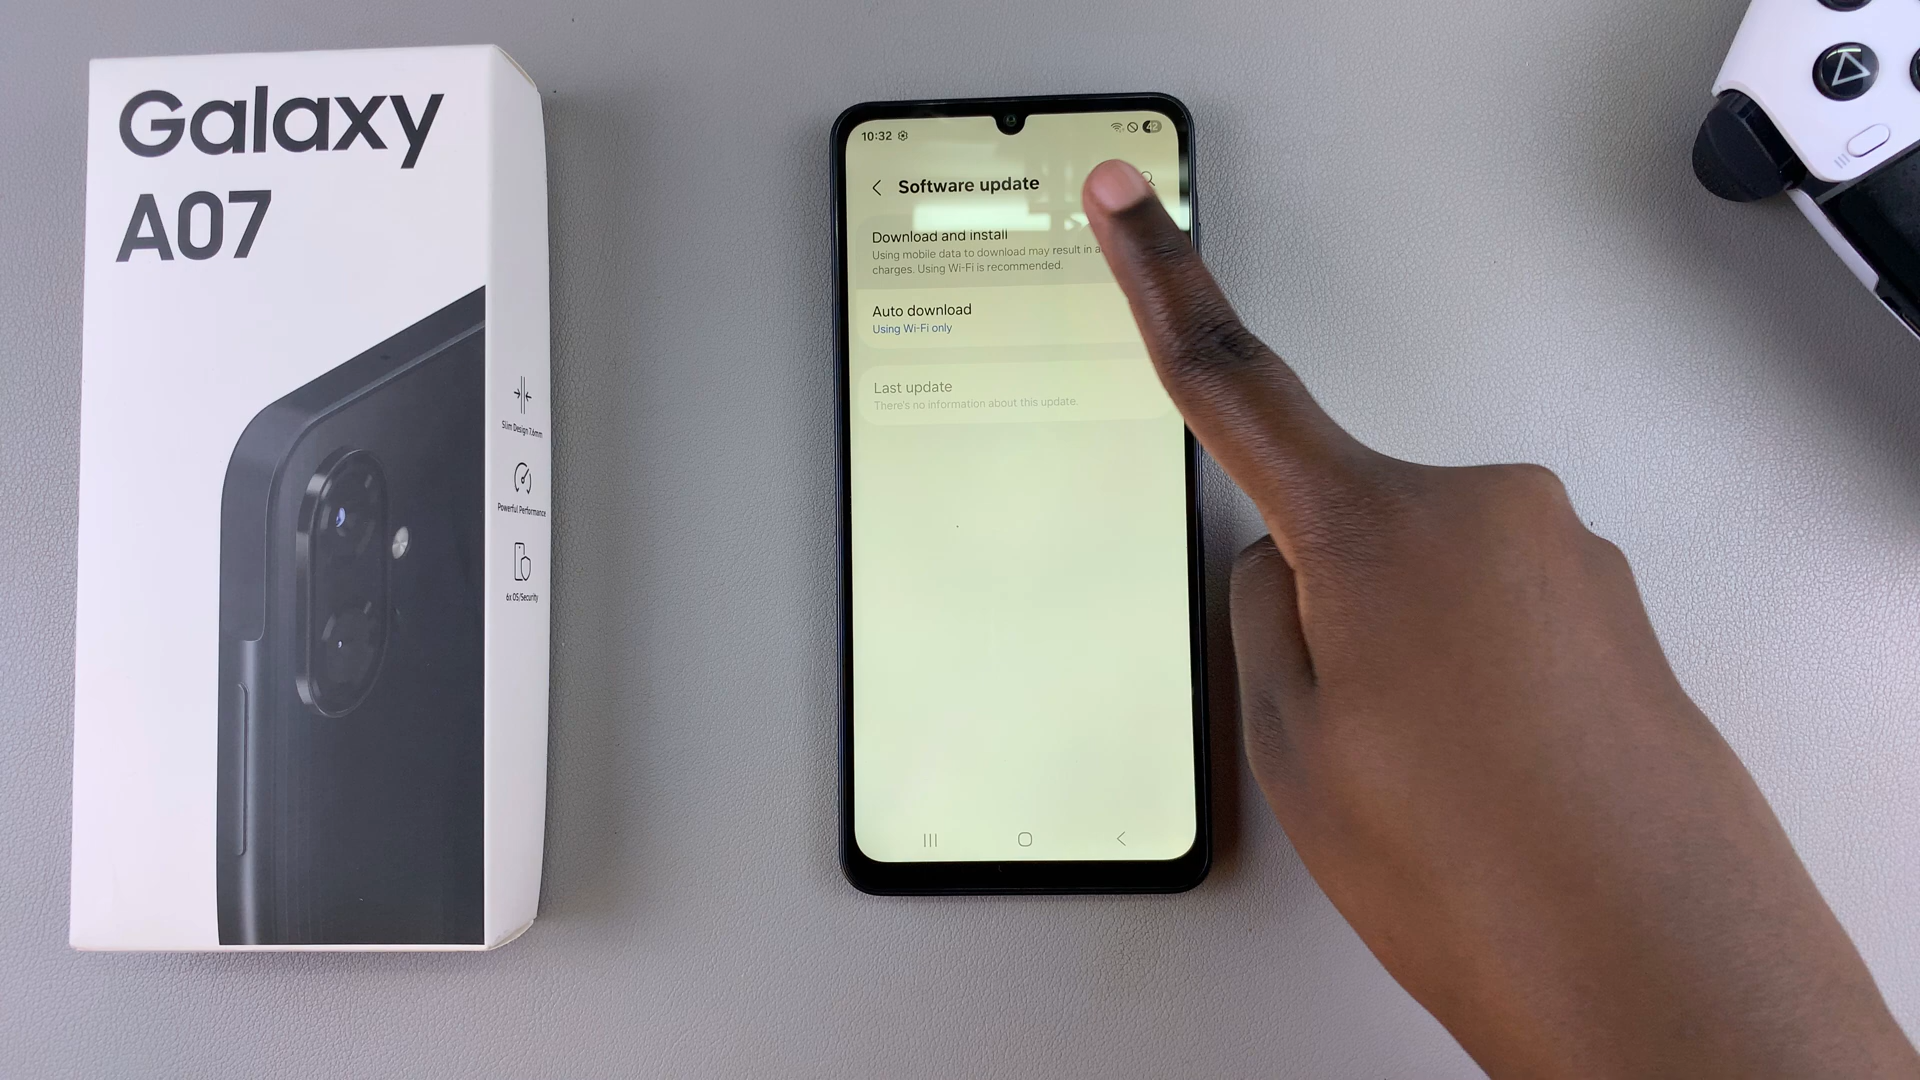 Galaxy
A07
Slim Design 7.6mm
Powerful Performance
6x OS/Security
10:32
42
Software update
Download and install
Using mobile data to download may result in a
charges. Using Wi-Fi is recommended.
Auto download
Using Wi-Fi only
Last update
There's no information about this update.